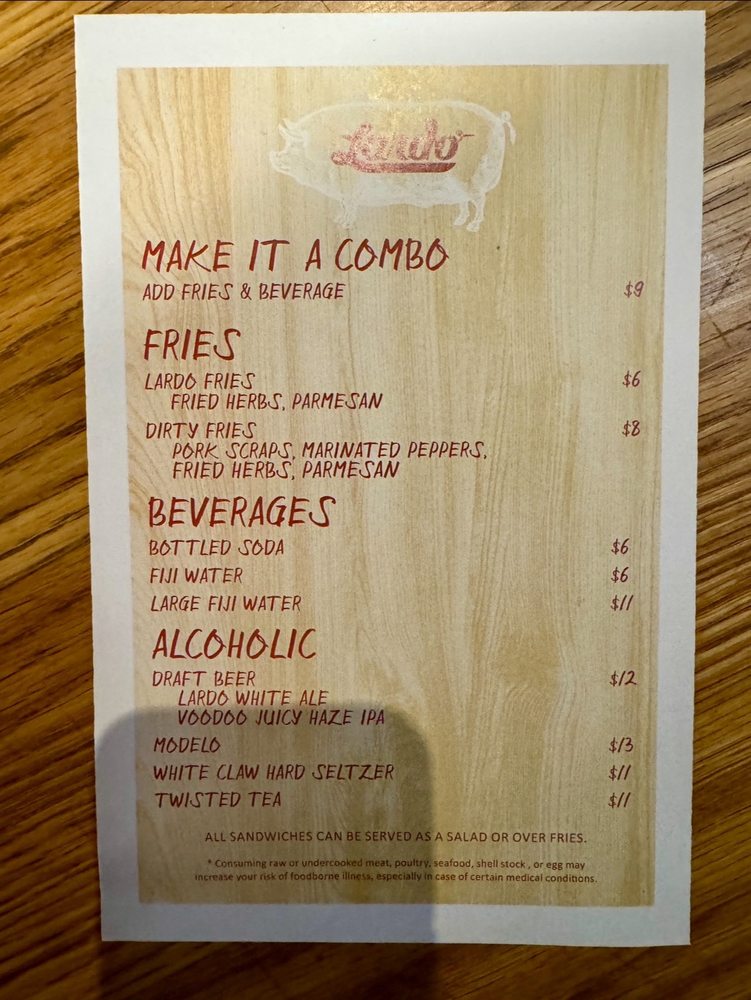 Lardo
MAKE IT A COMBO
ADD FRIES & BEVERAGE $9
FRIES
LARDO FRIES $6
FRIED HERBS, PARMESAN
DIRTY FRIES $8
PORK SCRAPS, MARINATED PEPPERS,
FRIED HERBS, PARMESAN
BEVERAGES
BOTTLED SODA $6
FIJI WATER $6
LARGE FIJI WATER $11
ALCOHOLIC
DRAFT BEER $12
LARDO WHITE ALE
VOODOO JUICY HAZE IPA
MODELO $13
WHITE CLAW HARD SELTZER $11
TWISTED TEA $11
ALL SANDWICHES CAN BE SERVED AS A SALAD OR OVER FRIES.
* Consuming raw or undercooked meat, poultry, seafood, shell stock , or egg may
increase your risk of foodborne illness, especially in case of certain medical conditions.